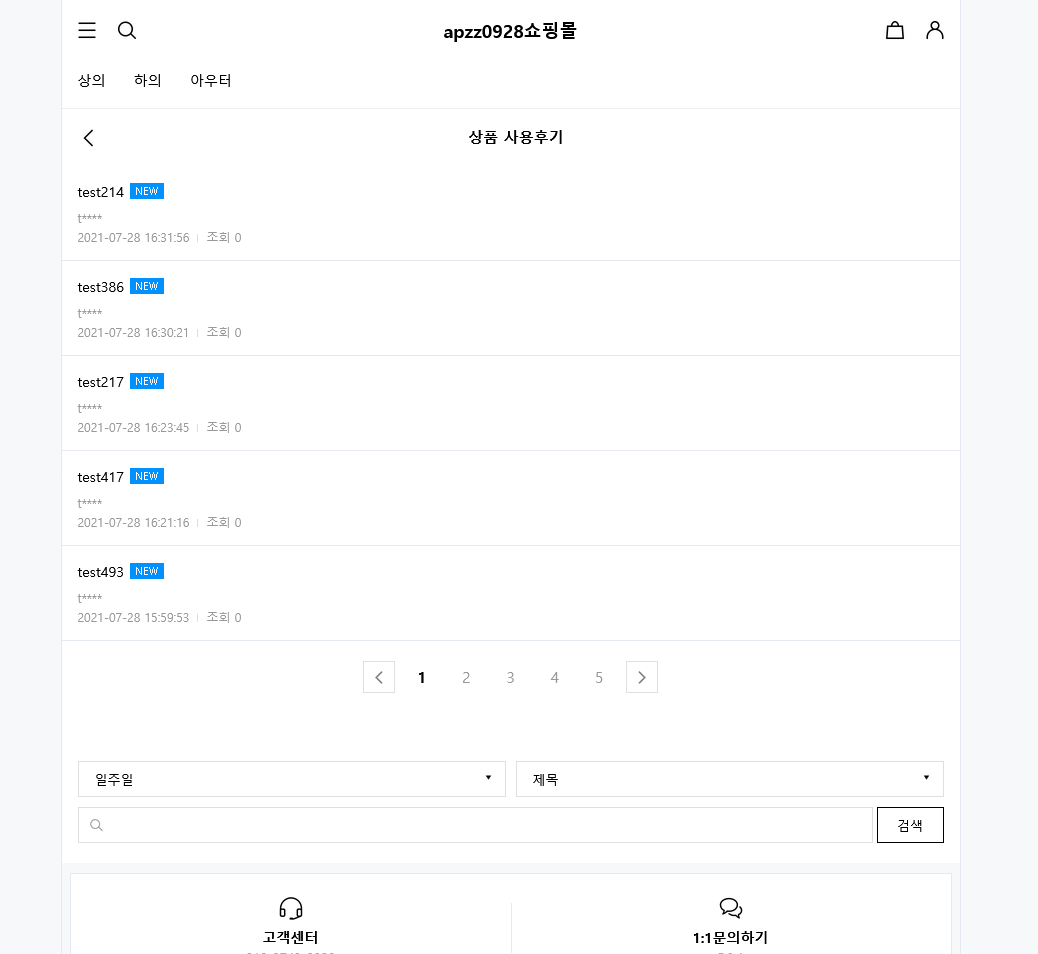 apzz0928쇼핑몰
상의 하의 아우터
상품 사용후기
test214 NEW
t****
2021-07-28 16:31:56 조회 0
test386 NEW
t****
2021-07-28 16:30:21 조회 0
test217 NEW
t****
2021-07-28 16:23:45 조회 0
test417 NEW
t****
2021-07-28 16:21:16 조회 0
test493 NEW
t****
2021-07-28 15:59:53 조회 0
1 2 3 4 5
일주일 제목
검색
고객센터 1:1문의하기